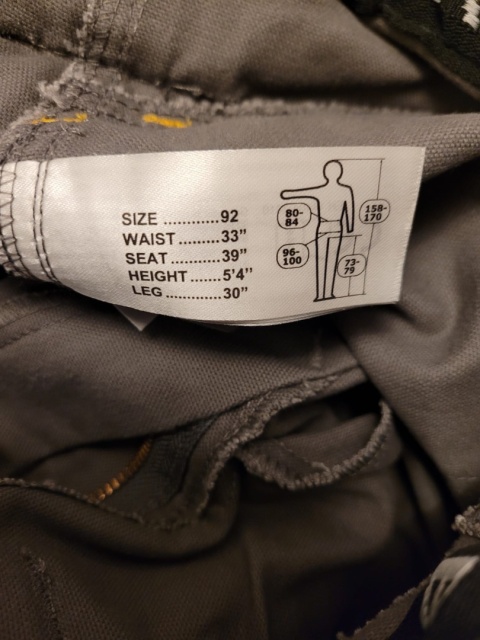 SIZE ...........92
WAIST.........33”
SEAT ..........39”
HEIGHT .......5’4”
LEG............30”
80-
84
158-
170
96-
100
73-
79